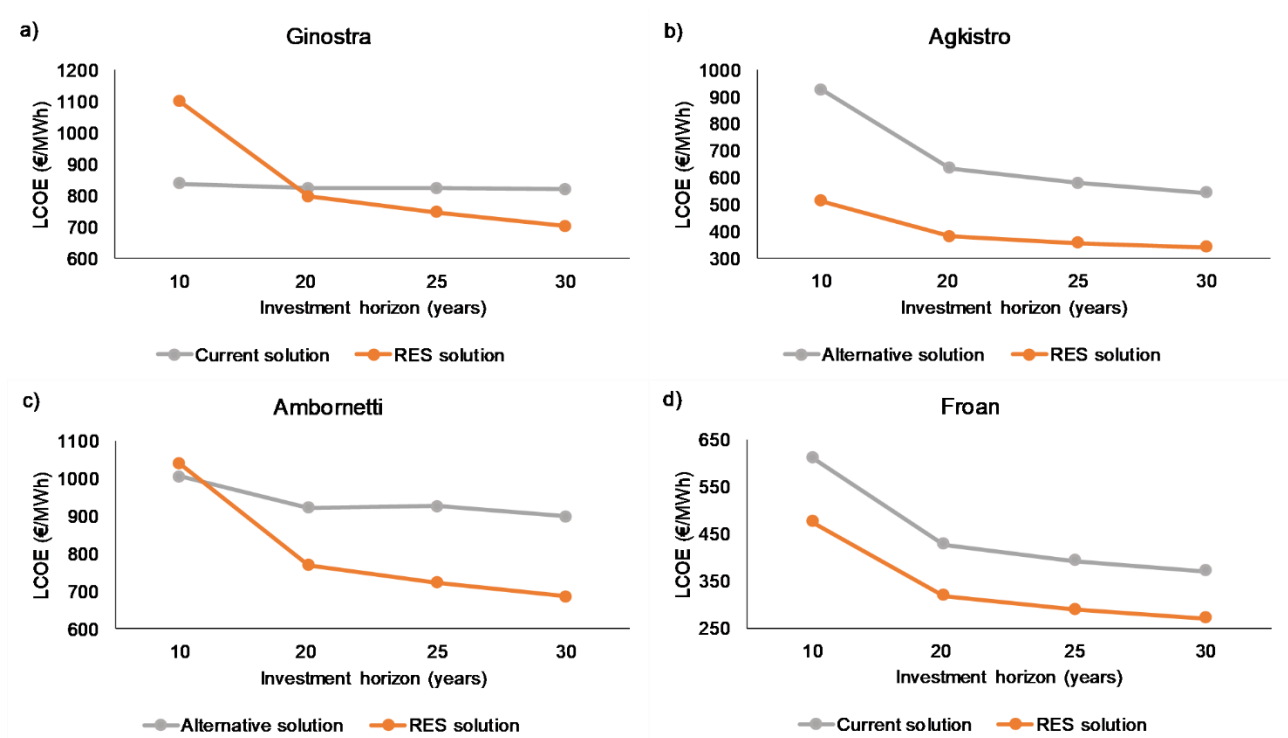 a)
Ginostra
LCOE (€/MWh)
1200
1100
1000
900
800
700
600
10 20 25 30
Investment horizon (years)
Current solution RES solution
b)
Agkistro
LCOE (€/MWh)
1000
900
800
700
600
500
400
300
10 20 25 30
Investment horizon (years)
Alternative solution RES solution
c)
Ambornetti
LCOE (€/MWh)
1100
1000
900
800
700
600
10 20 25 30
Investment horizon (years)
Alternative solution RES solution
d)
Froan
LCOE (€/MWh)
650
550
450
350
250
10 20 25 30
Investment horizon (years)
Current solution RES solution